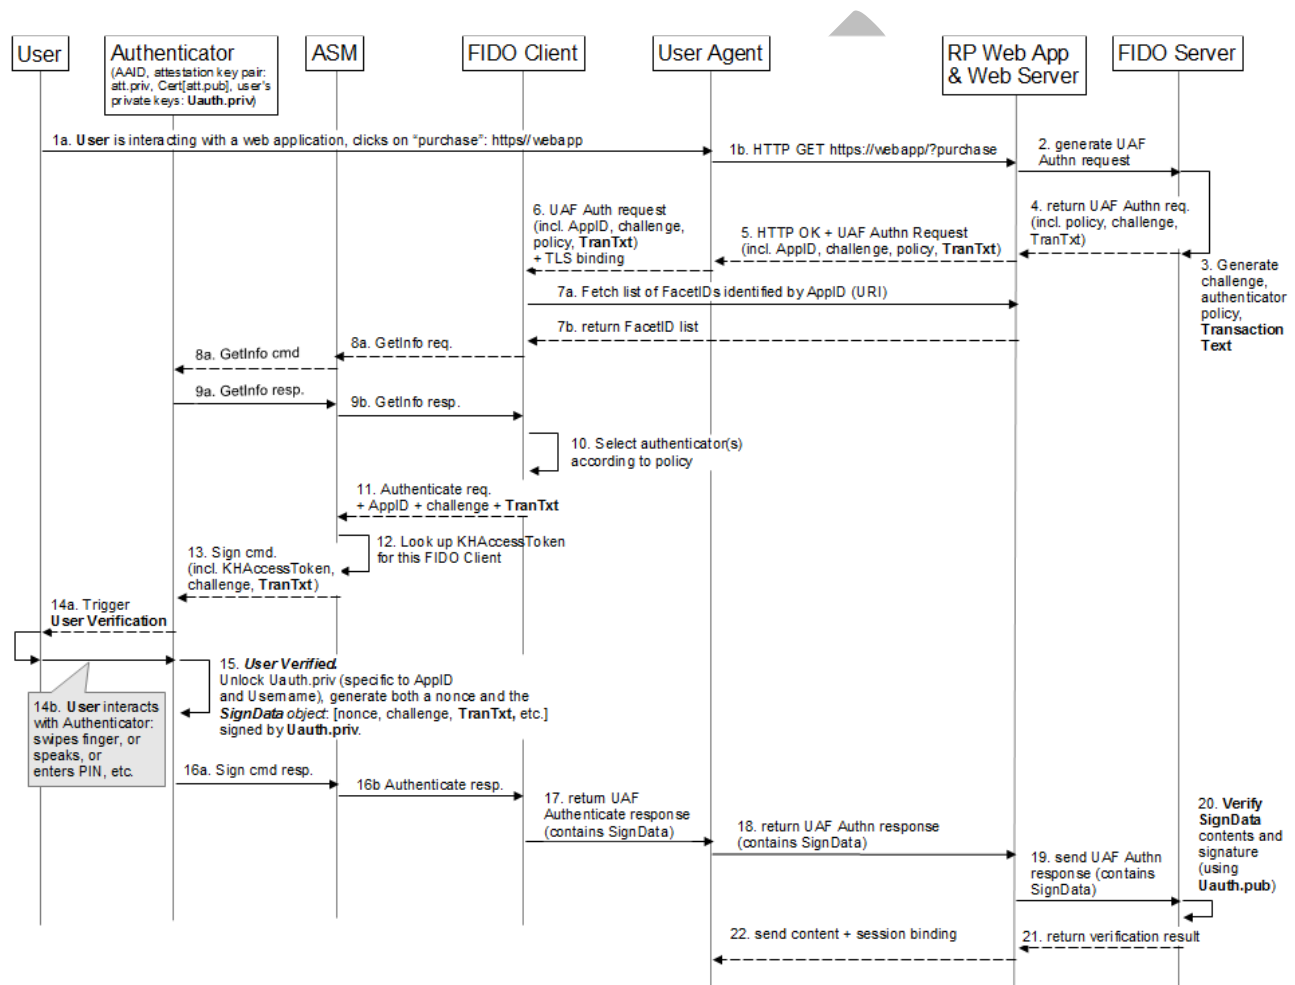 User
Authenticator
(AAID, attestation key pair:
att.priv, Cert[att.pub], user's
private keys: Uauth.priv)
ASM
FIDO Client
User Agent
RP Web App
& Web Server
FIDO Server
1a. User is interacting with a web application, clicks on “purchase”: https//webapp
1b. HTTP GET https://webapp/?purchase
2. generate UAF
Authn request
3. Generate
challenge,
authenticator
policy,
Transaction
Text
4. return UAF Authn req.
(incl. policy, challenge,
TranTxt)
5. HTTP OK + UAF Authn Request
(incl. AppID, challenge, policy, TranTxt)
6. UAF Auth request
(incl. AppID, challenge,
policy, TranTxt)
+ TLS binding
7a. Fetch list of FacetIDs identified by AppID (URI)
7b. return FacetID list
8a. GetInfo req.
8a. GetInfo cmd
9a. GetInfo resp.
9b. GetInfo resp.
10. Select authenticator(s)
according to policy
11. Authenticate req.
+ AppID + challenge + TranTxt
12. Look up KHAccessToken
for this FIDO Client
13. Sign cmd.
(incl. KHAccessToken,
challenge, TranTxt)
14a. Trigger
User Verification
14b. User interacts
with Authenticator:
swipes finger, or
speaks, or
enters PIN, etc.
15. User Verified.
Unlock Uauth.priv (specific to AppID
and Username), generate both a nonce and the
SignData object: [nonce, challenge, TranTxt, etc.]
signed by Uauth.priv.
16a. Sign cmd resp.
16b Authenticate resp.
17. return UAF
Authenticate response
(contains SignData)
18. return UAF Authn response
(contains SignData)
19. send UAF Authn
response (contains
SignData)
20. Verify
SignData
contents and
signature
(using
Uauth.pub)
21. return verification result
22. send content + session binding